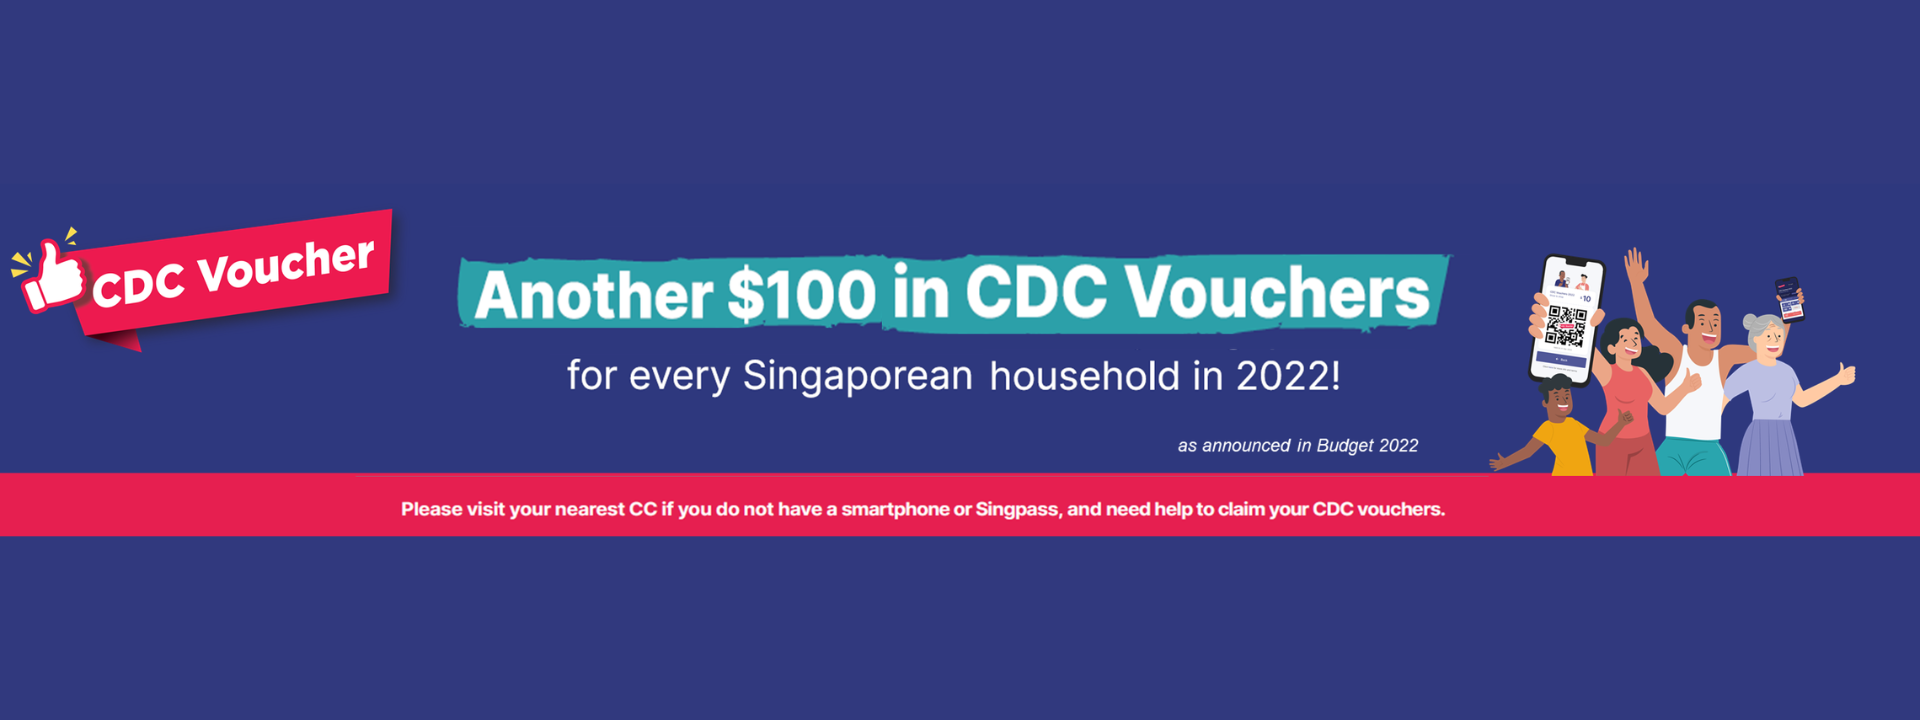 CDC Voucher
Another $100 in CDC Vouchers
for every Singaporean household in 2022!
as announced in Budget 2022
Please visit your nearest CC if you do not have a smartphone or Singpass, and need help to claim your CDC vouchers.